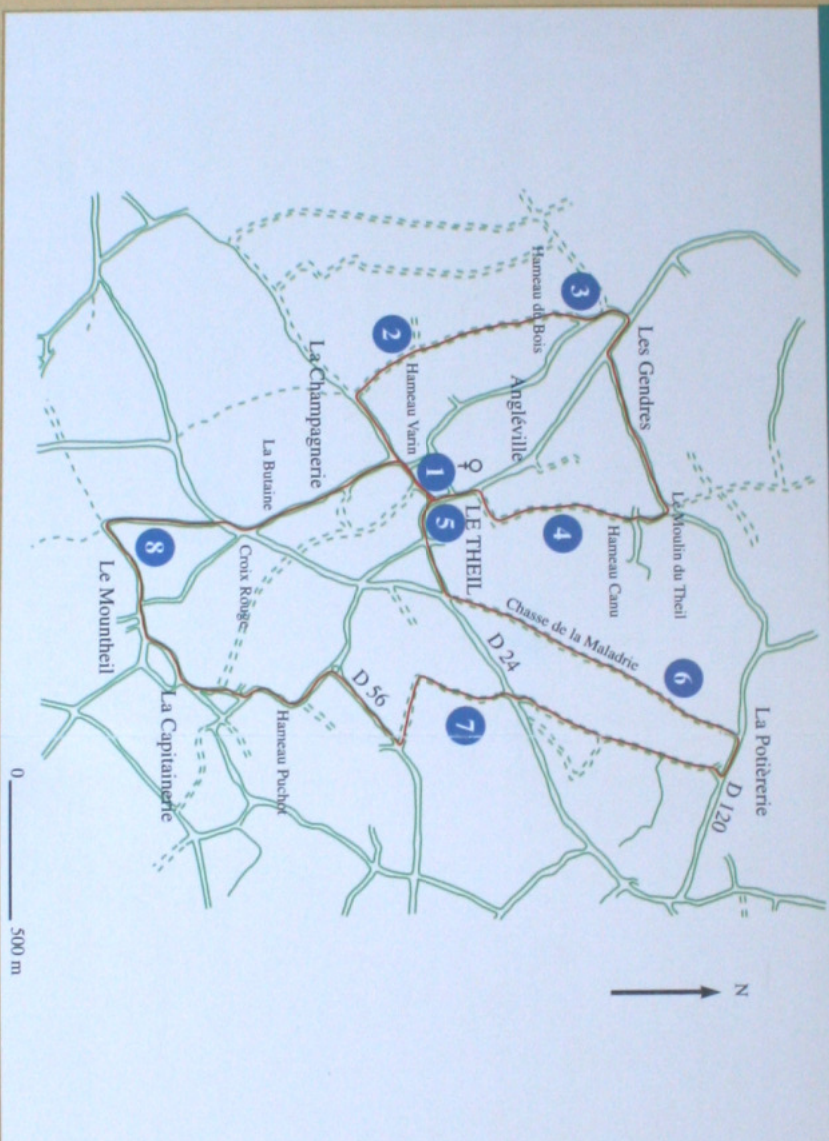 La Potièrerie
N
D 120
6
Le Moulin du Theil
Les Gendres
Hameau Canu
3
Chasse de la Maladrie
4
Hameau du Bois
Angléville
D 24
LE THEIL
7
5
1
Hameau Varin
2
D 56
La Champagnerie
Hameau Puchot
La Butaine
Croix Rouge
La Capitainerie
8
Le Mountheil
0 500 m